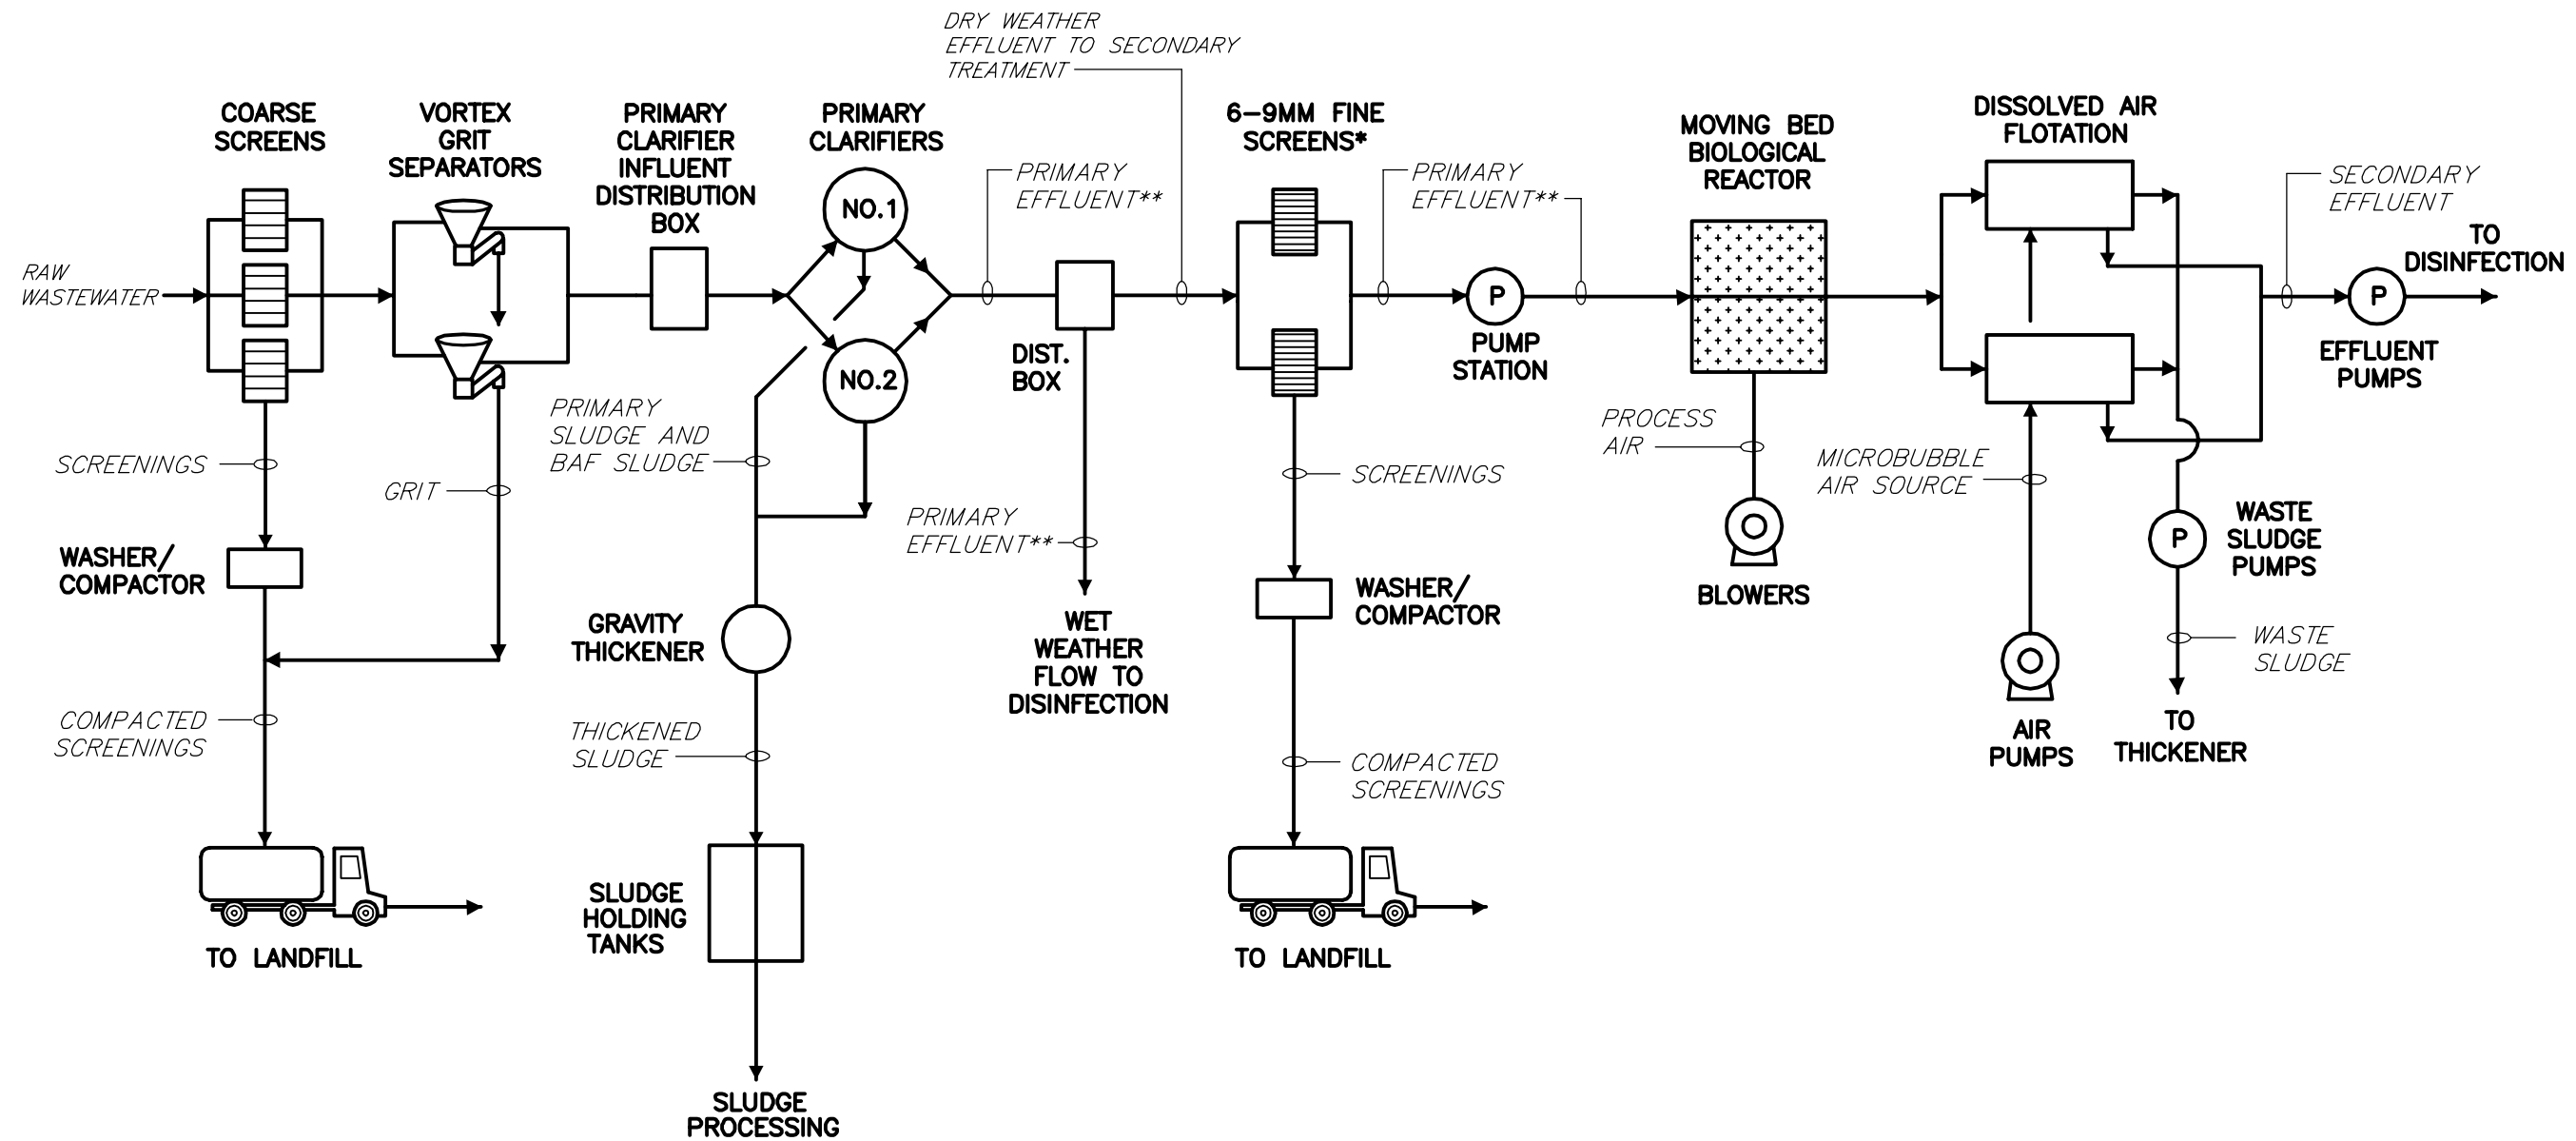 DRY WEATHER
EFFLUENT TO SECONDARY
TREATMENT
COARSE
SCREENS
VORTEX
GRIT
SEPARATORS
PRIMARY
CLARIFIER
INFLUENT
DISTRIBUTION
BOX
PRIMARY
CLARIFIERS
NO.1
NO.2
PRIMARY
EFFLUENT**
6-9MM FINE
SCREENS*
PRIMARY
EFFLUENT**
MOVING BED
BIOLOGICAL
REACTOR
DISSOLVED AIR
FLOTATION
SECONDARY
EFFLUENT
TO
DISINFECTION
RAW
WASTEWATER
DIST.
BOX
P
PUMP
STATION
P
EFFLUENT
PUMPS
SCREENINGS
GRIT
PRIMARY
SLUDGE AND
BAF SLUDGE
PRIMARY
EFFLUENT**
SCREENINGS
PROCESS
AIR
MICROBUBBLE
AIR SOURCE
P
WASTE
SLUDGE
PUMPS
WASHER/
COMPACTOR
GRAVITY
THICKENER
WET
WEATHER
FLOW TO
DISINFECTION
WASHER/
COMPACTOR
BLOWERS
WASTE
SLUDGE
COMPACTED
SCREENINGS
THICKENED
SLUDGE
COMPACTED
SCREENINGS
AIR
PUMPS
TO
THICKENER
TO LANDFILL
SLUDGE
HOLDING
TANKS
TO LANDFILL
SLUDGE
PROCESSING